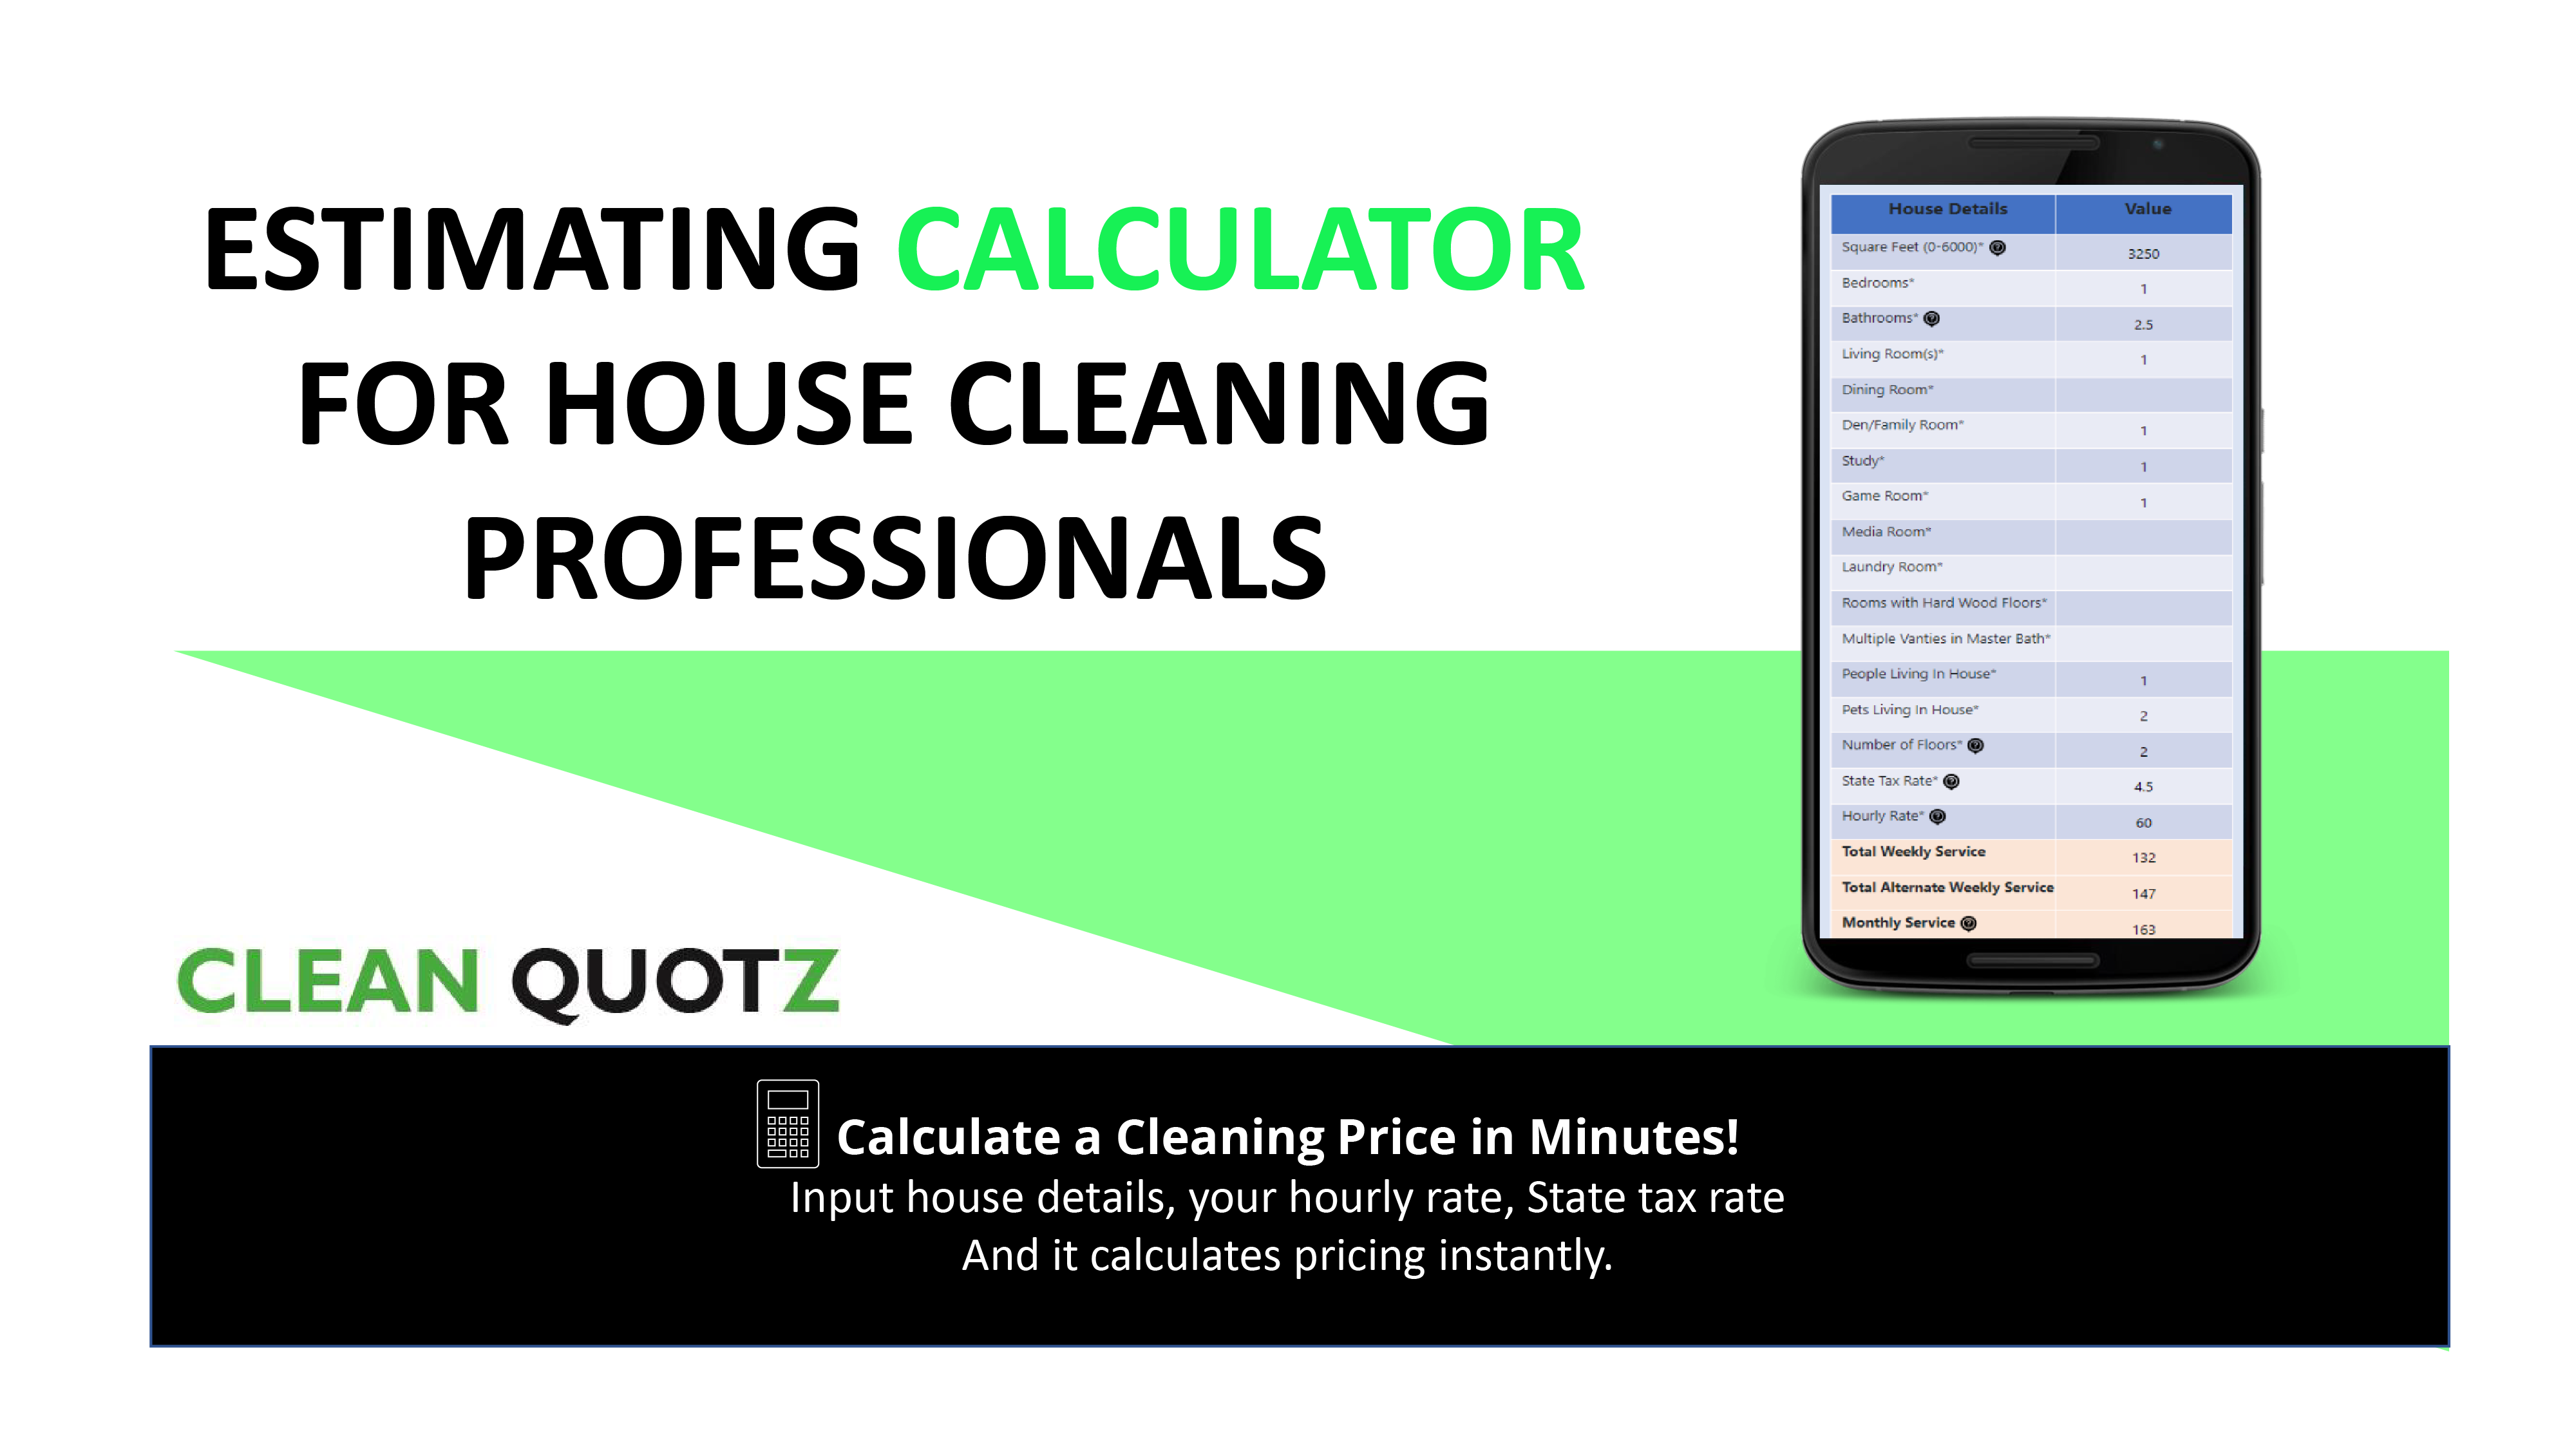 ESTIMATING CALCULATOR
FOR HOUSE CLEANING
PROFESSIONALS
House Details Value
Square Feet (0-6000)* 3250
Bedrooms* 1
Bathrooms* 2.5
Living Room(s)* 1
Dining Room*
Den/Family Room* 1
Study* 1
Game Room* 1
Media Room*
Laundry Room*
Rooms with Hard Wood Floors*
Multiple Vanties in Master Bath*
People Living In House* 1
Pets Living In House* 2
Number of Floors* 2
State Tax Rate* 4.5
Hourly Rate* 60
Total Weekly Service 132
Total Alternate Weekly Service 147
Monthly Service 163
CLEAN QUOTZ
Calculate a Cleaning Price in Minutes!
Input house details, your hourly rate, State tax rate
And it calculates pricing instantly.